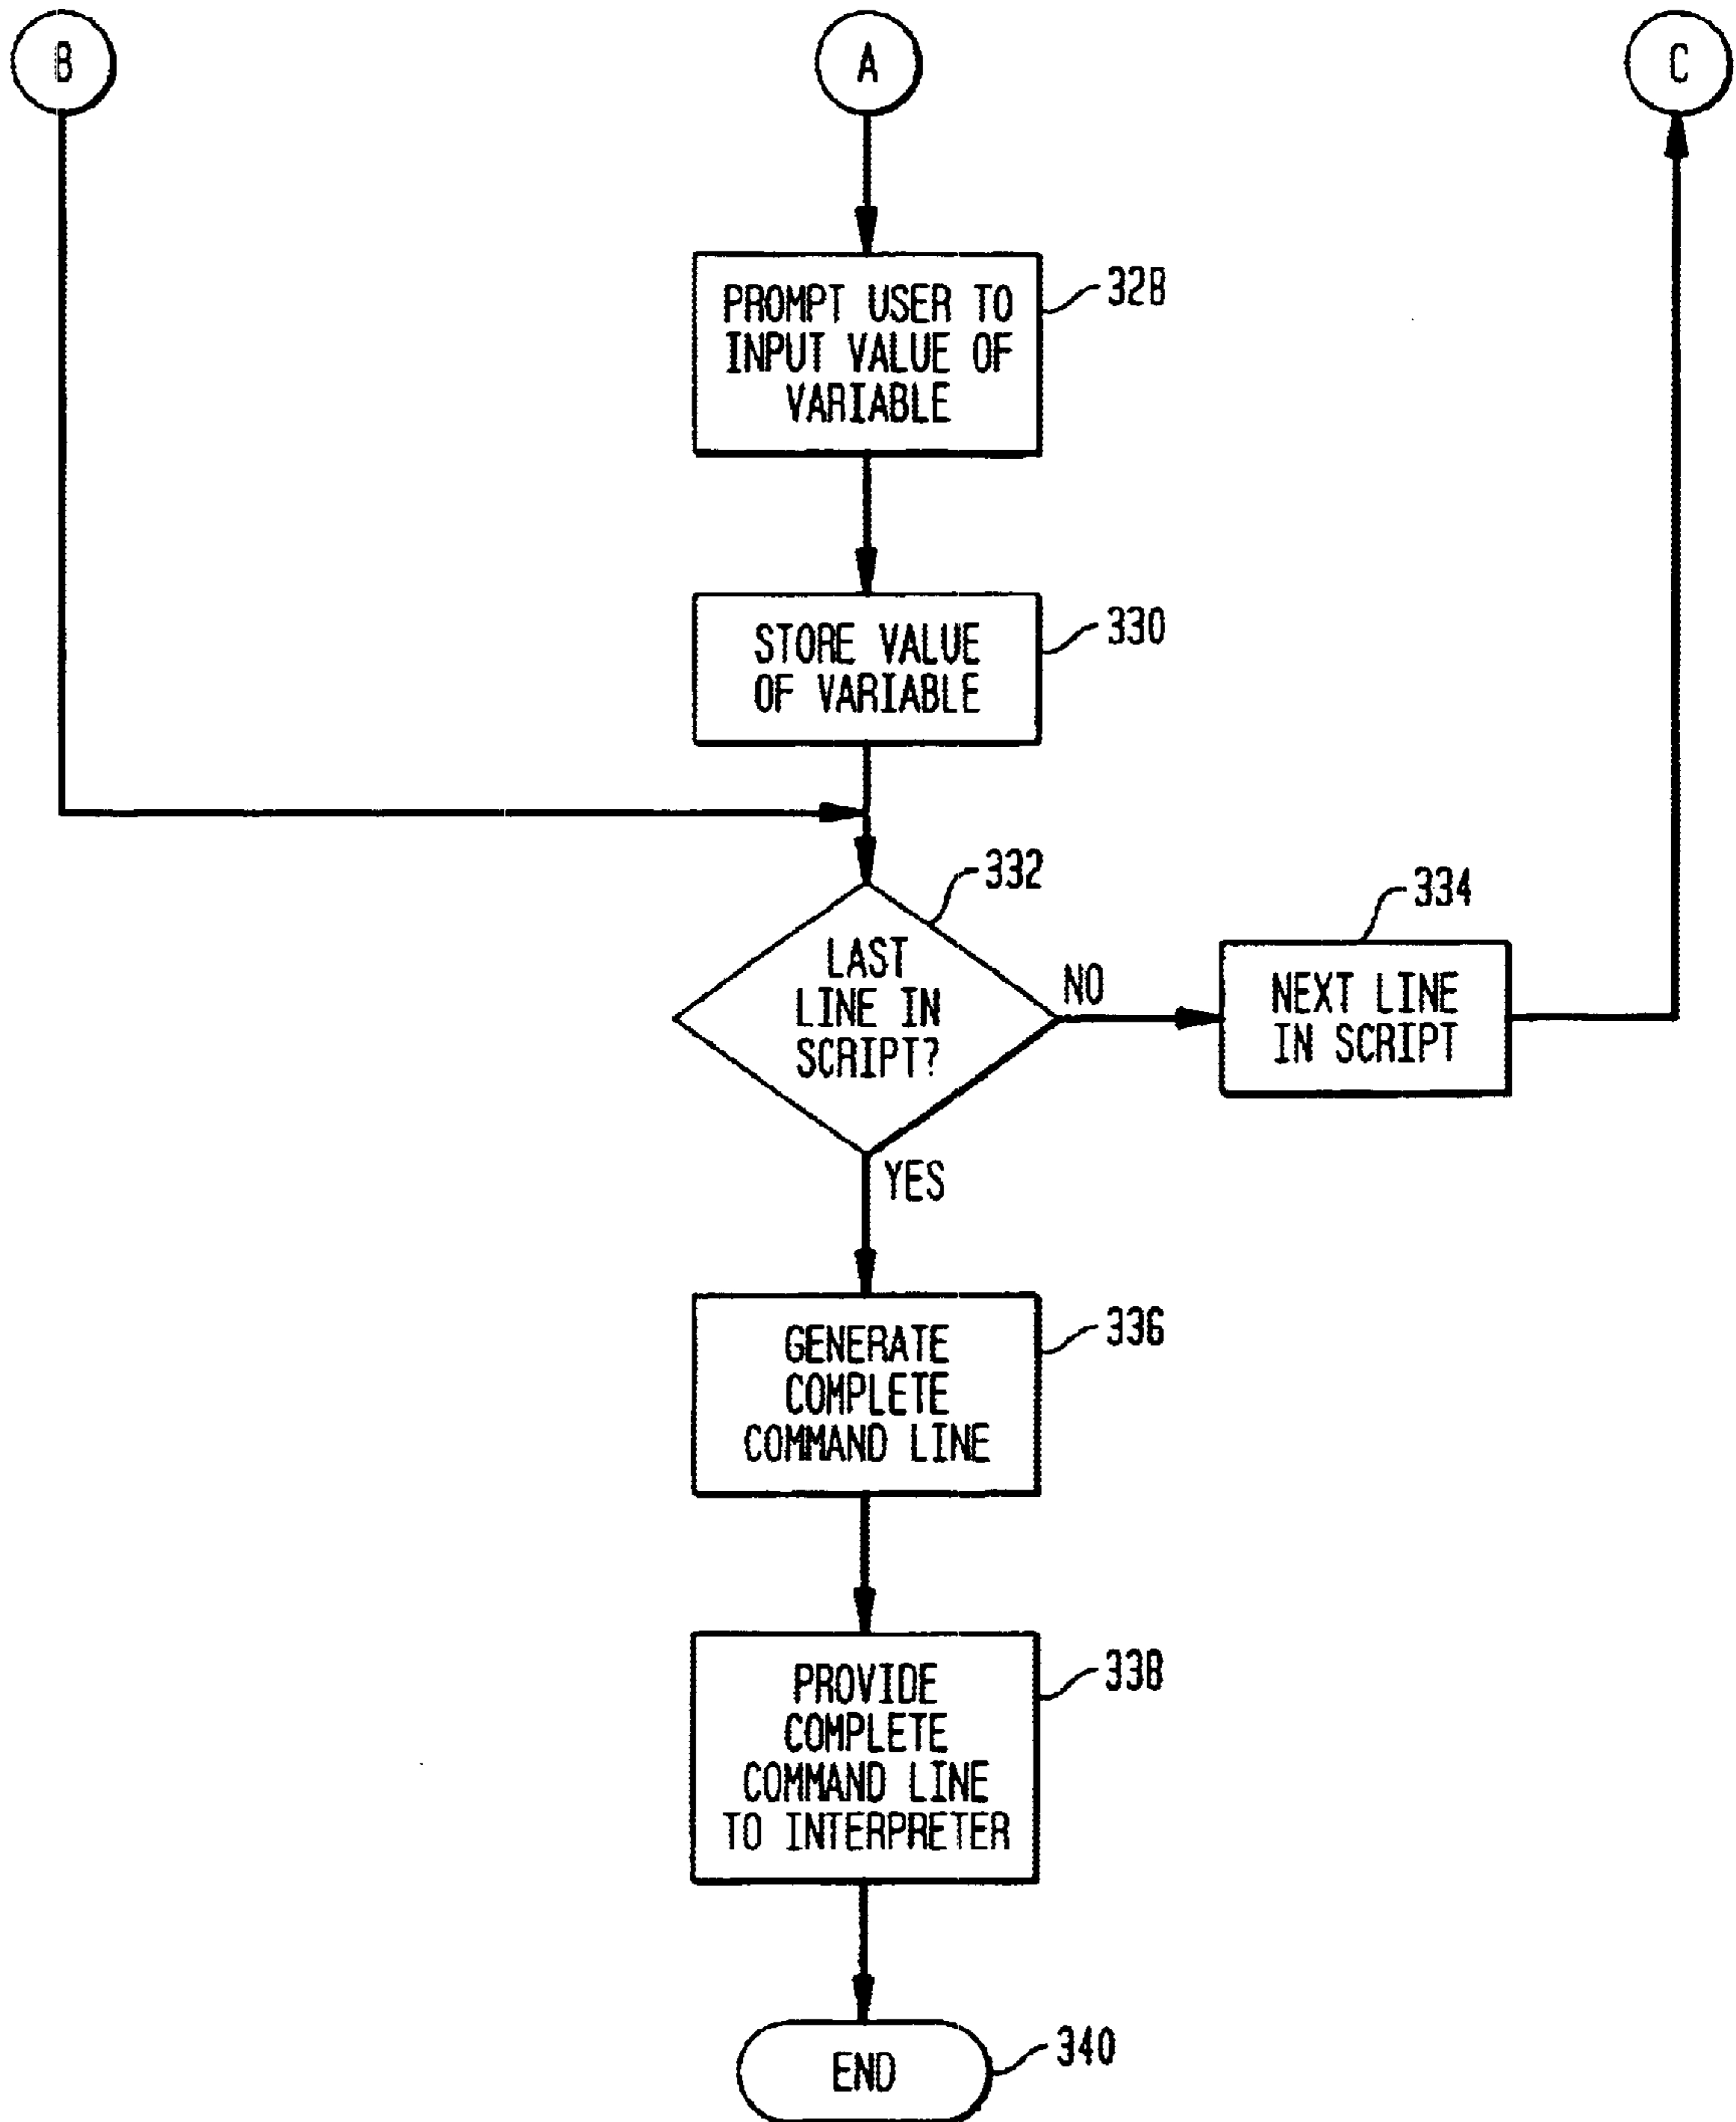 B
A
C
PROMPT USER TO
INPUT VALUE OF
VARIABLE
328
STORE VALUE
OF VARIABLE
330
332
LAST
LINE IN
SCRIPT?
NO
334
NEXT LINE
IN SCRIPT
YES
GENERATE
COMPLETE
COMMAND LINE
336
PROVIDE
COMPLETE
COMMAND LINE
TO INTERPRETER
338
END
340